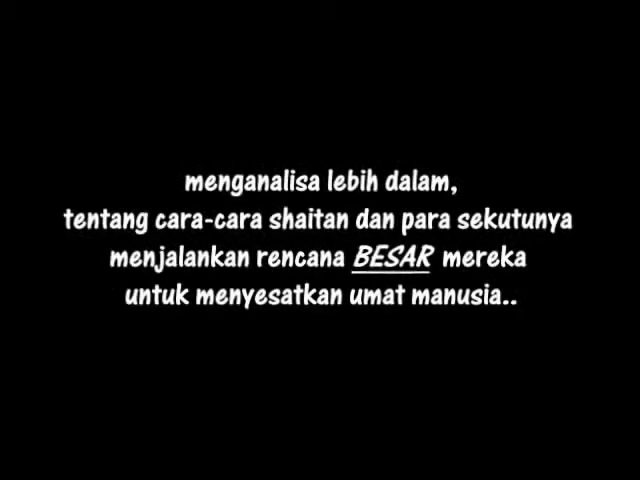 menganalisa lebih dalam,
tentang cara-cara shaitan dan para sekutunya
menjalankan rencana BESAR mereka
untuk menyesatkan umat manusia..